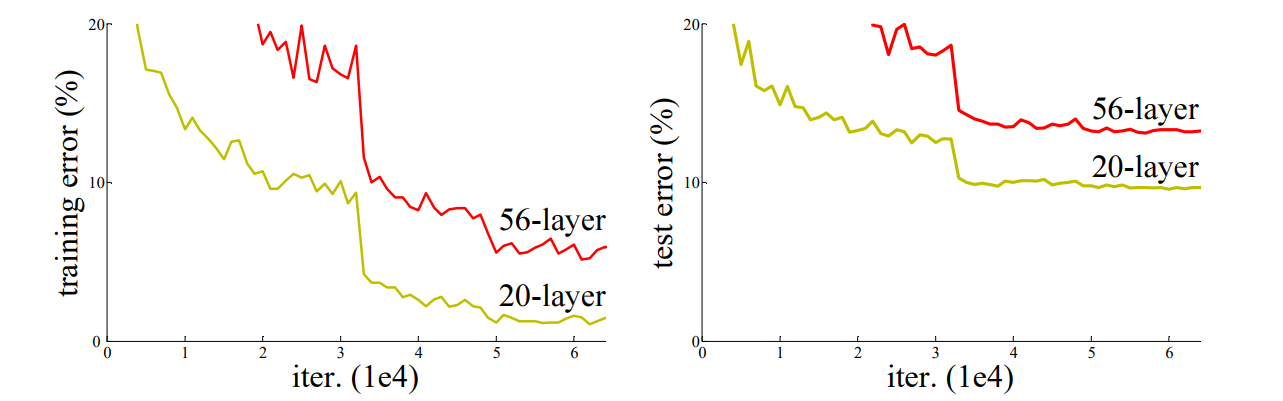 20
10
0
training error (%)
56-layer
20-layer
0 1 2 3 4 5 6
iter. (1e4)
20
10
0
test error (%)
56-layer
20-layer
0 1 2 3 4 5 6
iter. (1e4)